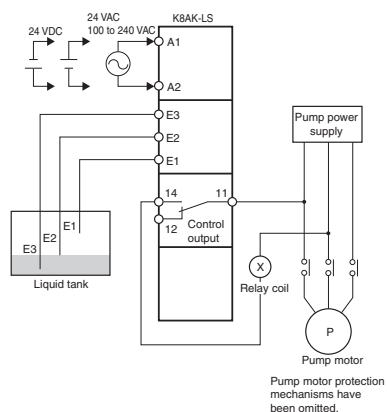 24 VAC
K8AK-LS
24 VDC
100 to 240 VAC
A1
A2
E3
E2
E1
Pump power
supply
14
11
12
Control
output
E1
E2
E3
Liquid tank
X
Relay coil
P
Pump motor
Pump motor protection
mechanisms have
been omitted.